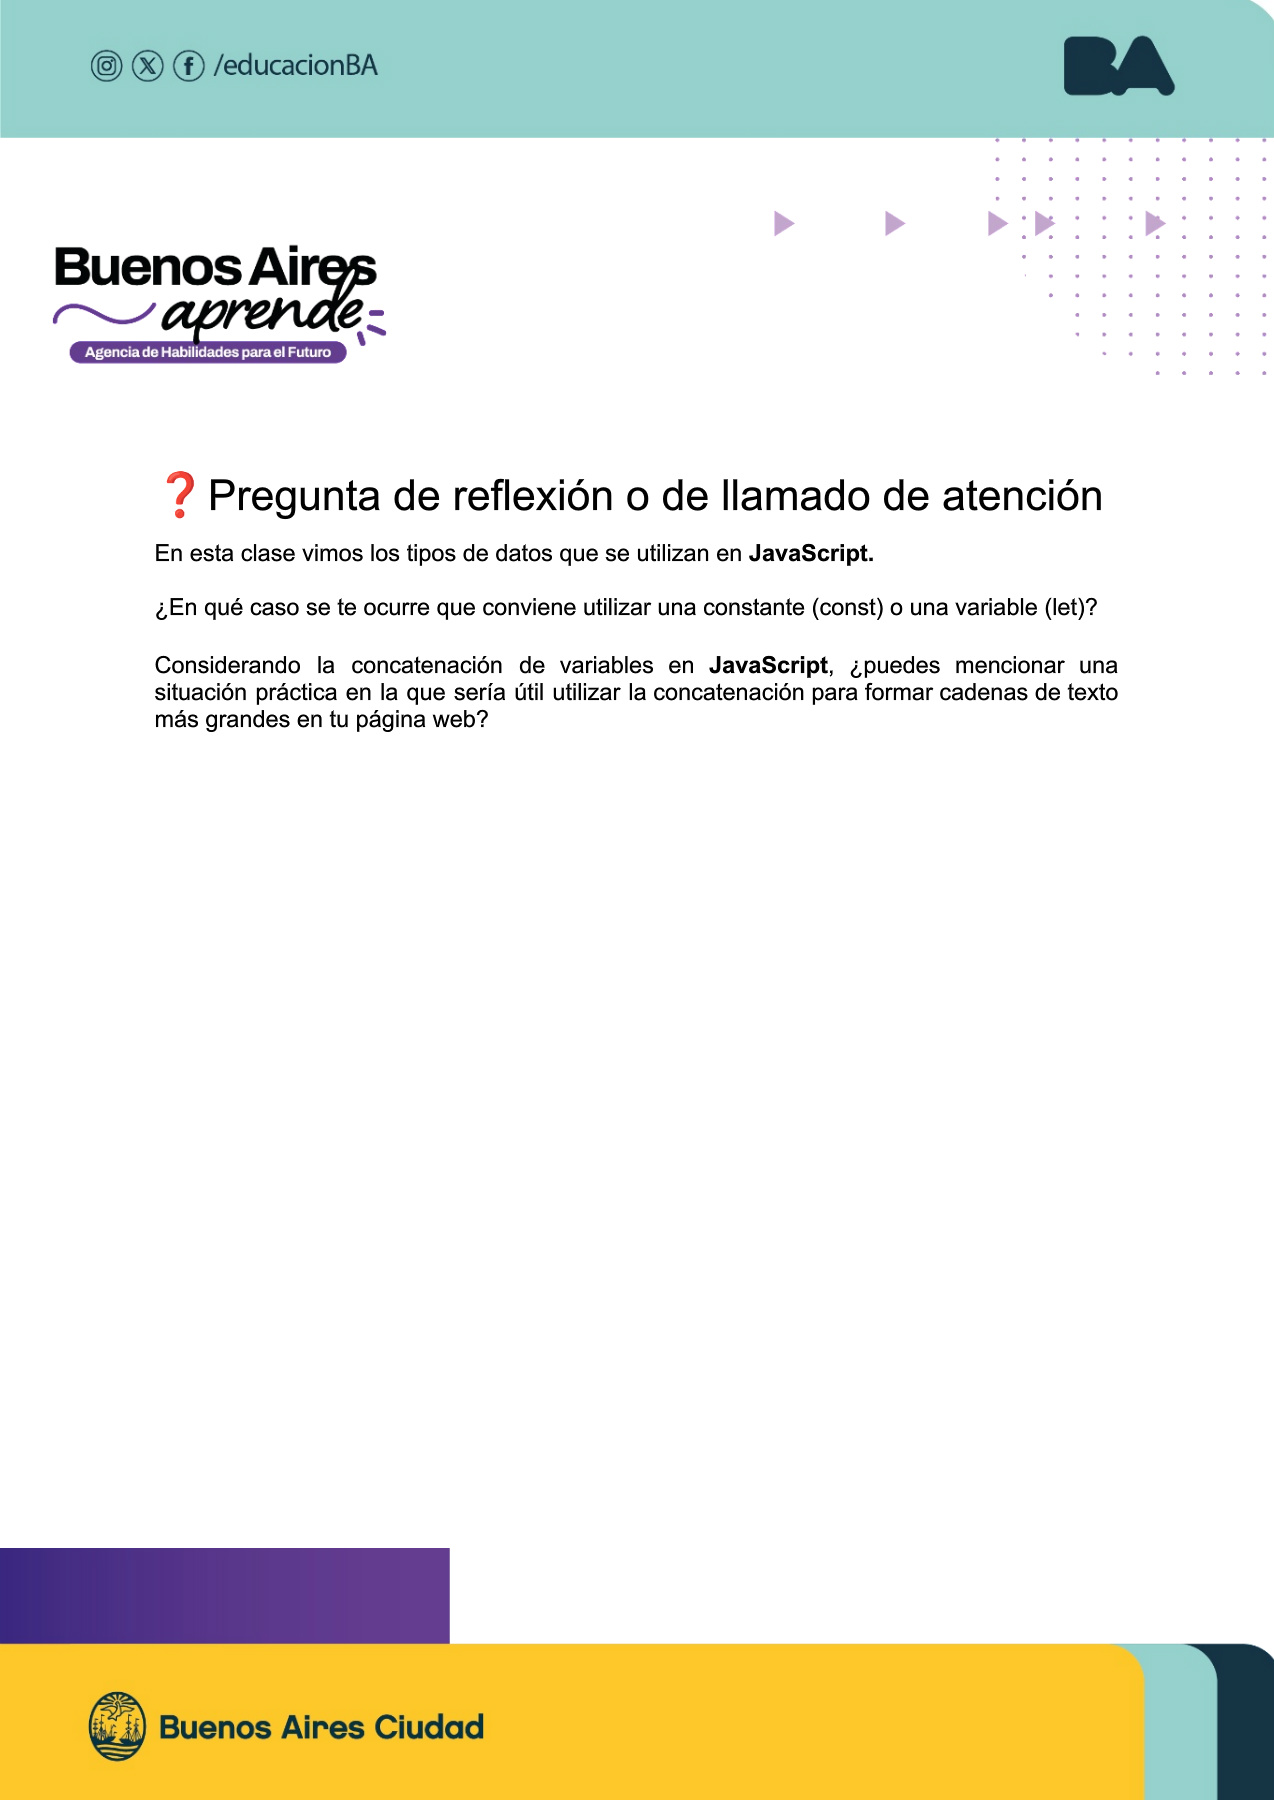 /educacionBA
BA
Buenos Aires
aprende
Agencia de Habilidades para el Futuro
❓Pregunta de reflexión o de llamado de atención
En esta clase vimos los tipos de datos que se utilizan en JavaScript.
¿En qué caso se te ocurre que conviene utilizar una constante (const) o una variable (let)?
Considerando la concatenación de variables en JavaScript, ¿puedes mencionar una
situación práctica en la que sería útil utilizar la concatenación para formar cadenas de texto
más grandes en tu página web?
Buenos Aires Ciudad